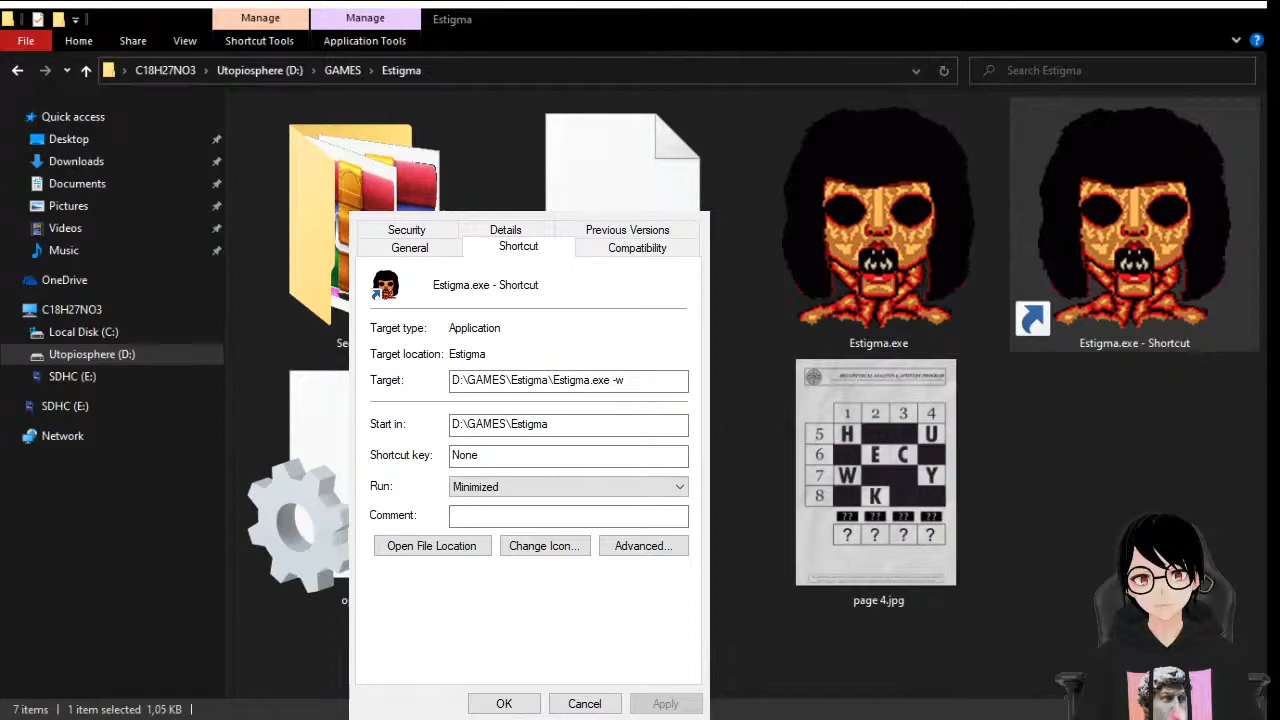 Manage
Manage
Estigma
File
Home
Share
View
Shortcut Tools
Application Tools
C18H27NO3
Utopiosphere (D:)
GAMES
Estigma
Search Estigma
Quick access
Desktop
Downloads
Documents
Pictures
Videos
Music
OneDrive
C18H27NO3
Local Disk (C:)
Utopiosphere (D:)
SDHC (E:)
SDHC (E:)
Network
Se
Estigma.exe
Estigma.exe - Shortcut
Security
Details
Previous Versions
General
Shortcut
Compatibility
Estigma.exe - Shortcut
Target type:
Application
Target location:
Estigma
Target:
D:\GAMES\Estigma\Estigma.exe -w
Start in:
D:\GAMES\Estigma
Shortcut key:
None
Run:
Minimized
Comment:
Open File Location
Change Icon...
Advanced...
OK
Cancel
Apply
METAPHYSICAL ANALYSIS & APTITUDE PROGRAM
1 2 3 4
5 H U
6 E C
7 W Y
8 K
?? ?? ?? ??
? ? ? ?
page 4.jpg
7 items
1 item selected 1,05 KB